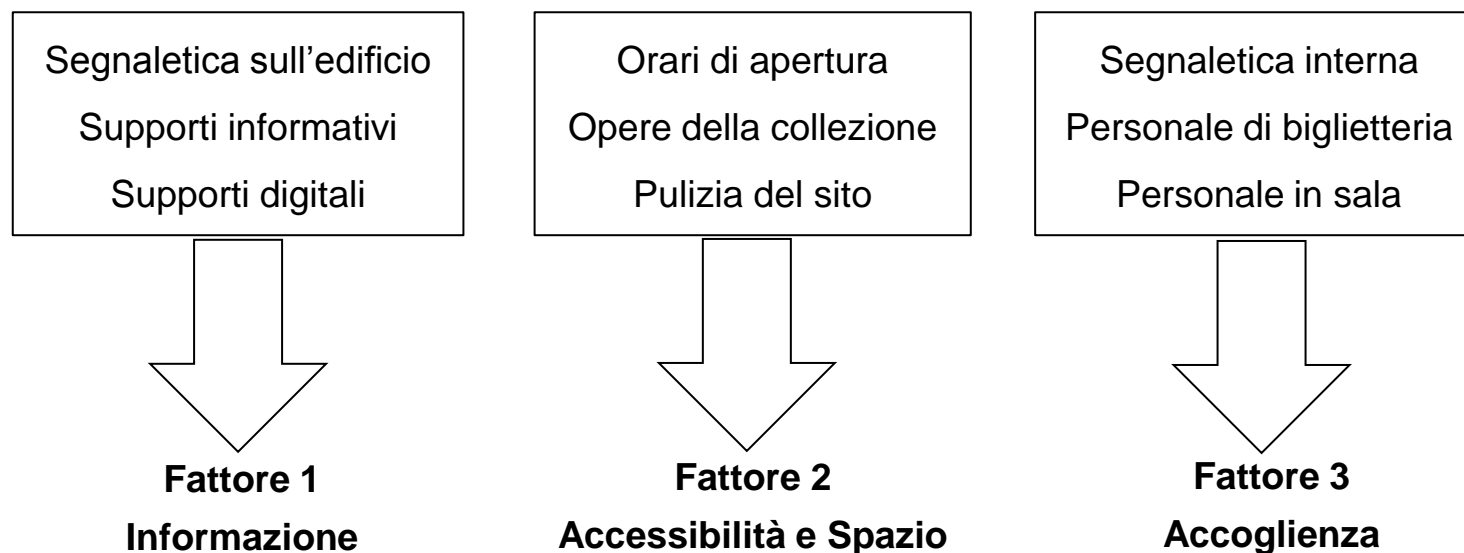 Segnaletica sull’edificio
Supporti informativi
Supporti digitali
Orari di apertura
Opere della collezione
Pulizia del sito
Segnaletica interna
Personale di biglietteria
Personale in sala
Fattore 1
Informazione
Fattore 2
Accessibilità e Spazio
Fattore 3
Accoglienza